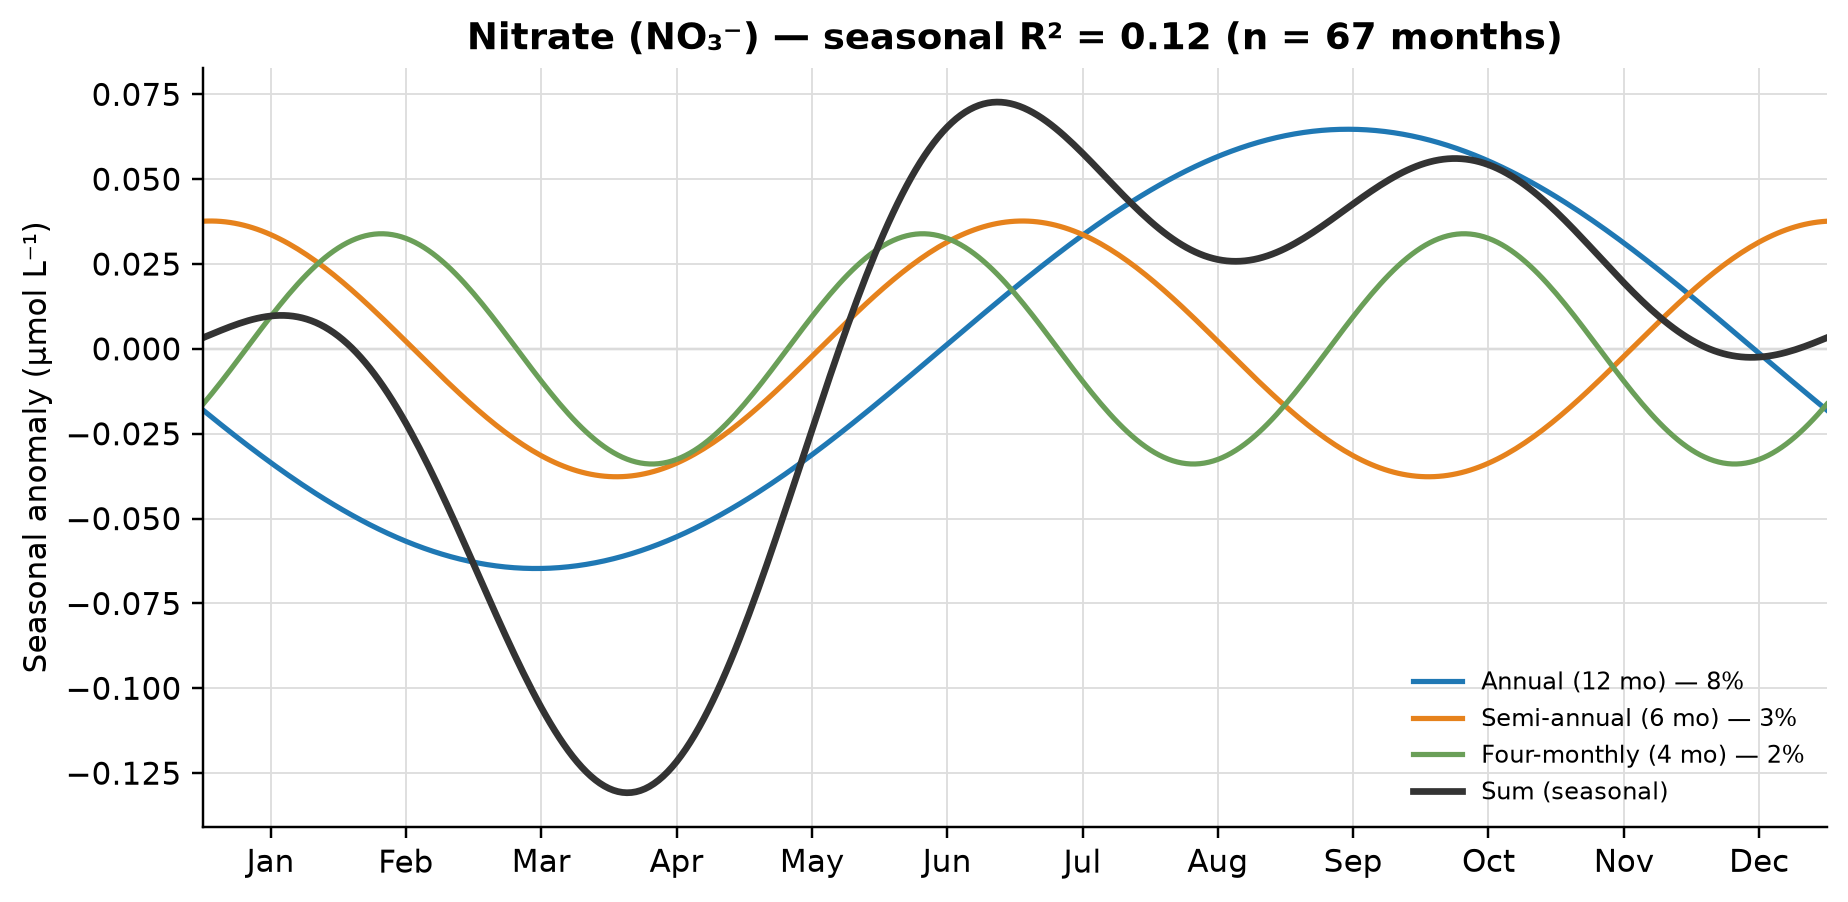 Nitrate (NO₃⁻) — seasonal R² = 0.12 (n = 67 months)
Seasonal anomaly (µmol L⁻¹)
0.075
0.050
0.025
0.000
−0.025
−0.050
−0.075
−0.100
−0.125
Annual (12 mo) — 8%
Semi-annual (6 mo) — 3%
Four-monthly (4 mo) — 2%
Sum (seasonal)
Jan Feb Mar Apr May Jun Jul Aug Sep Oct Nov Dec